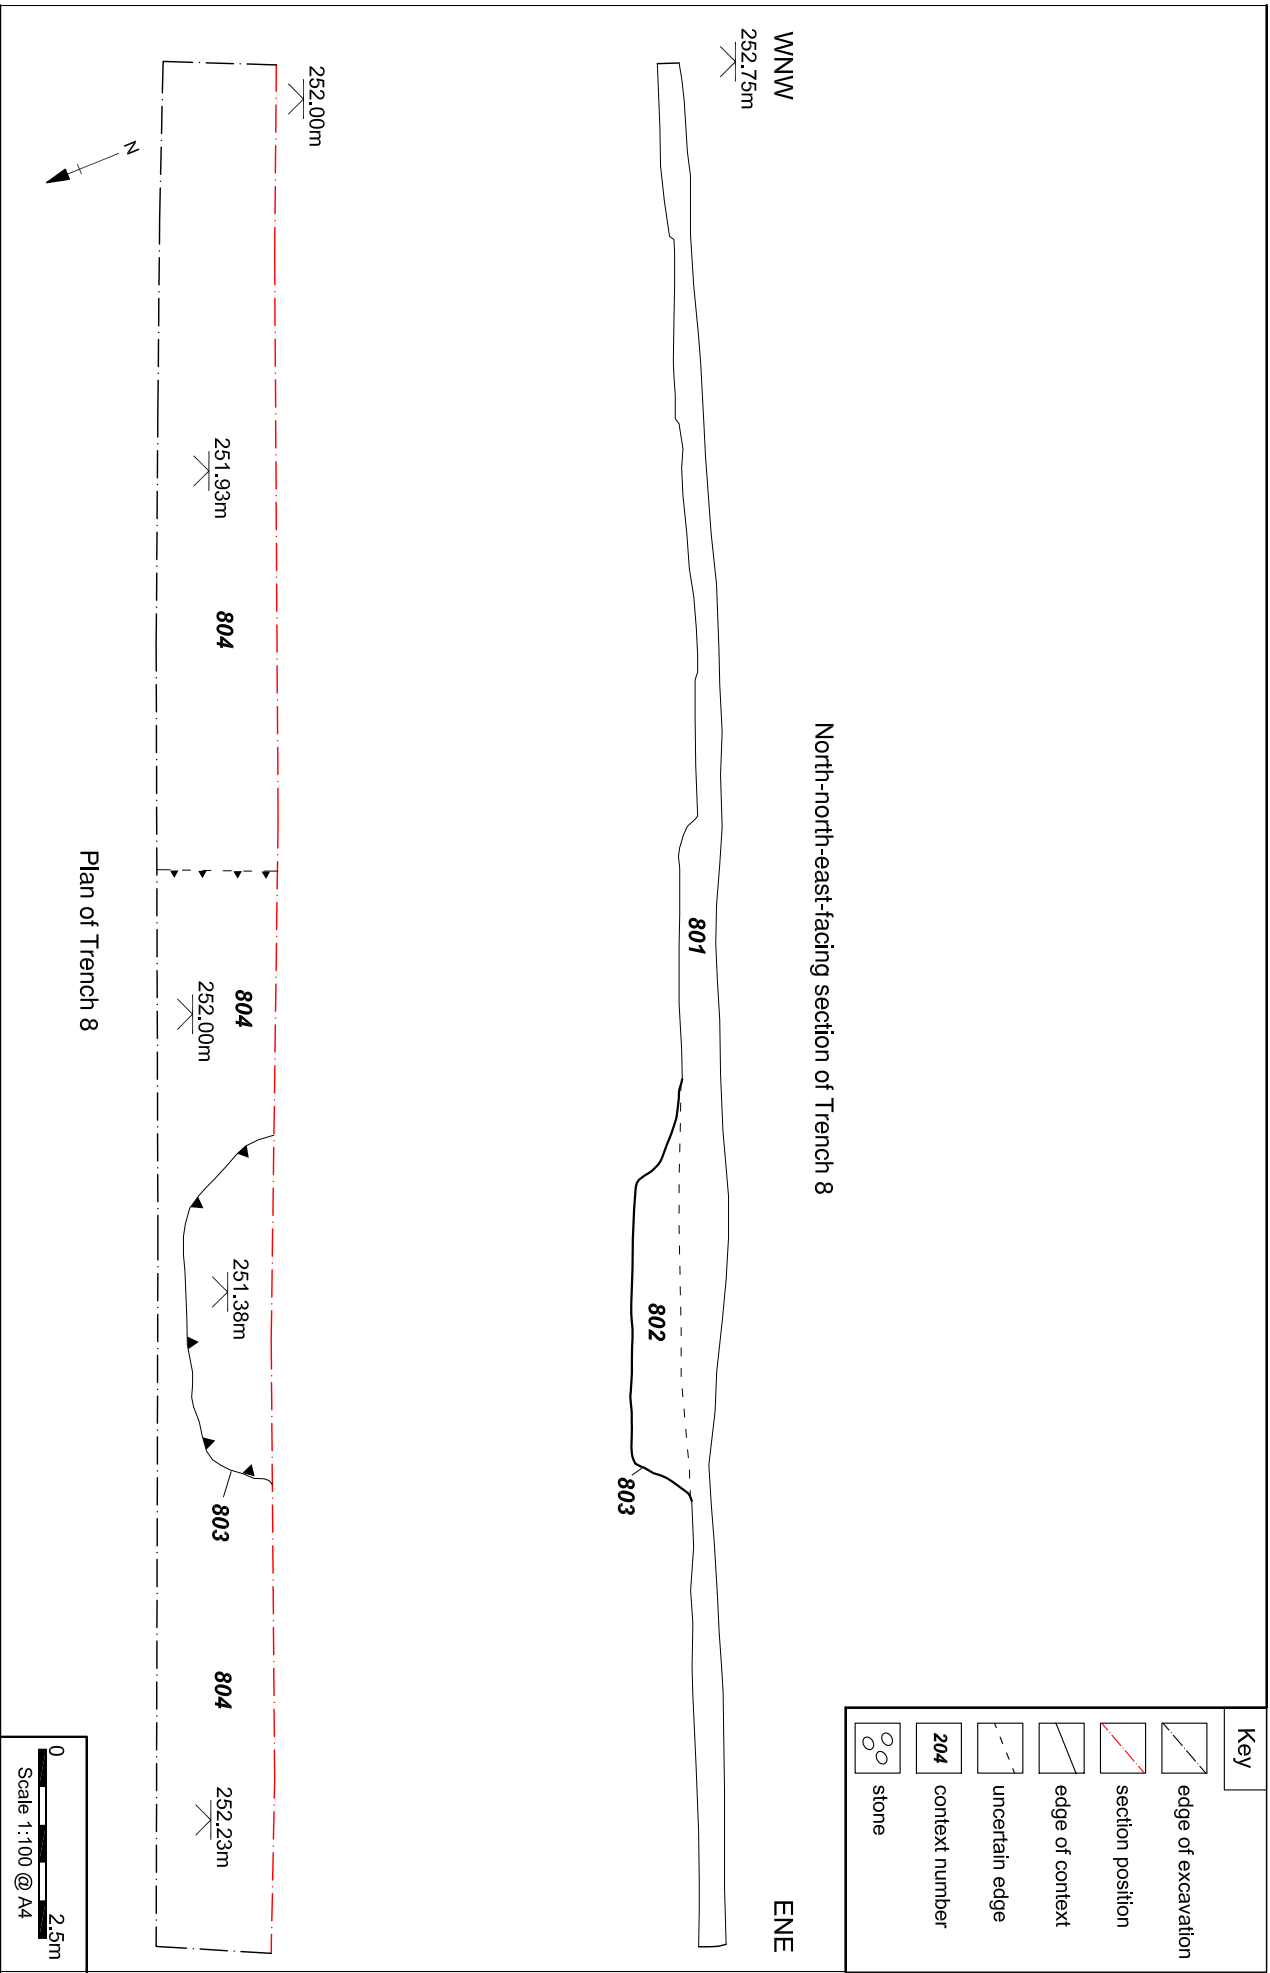 Key
edge of excavation
section position
edge of context
uncertain edge
204 context number
stone
North-north-east-facing section of Trench 8
WNW
ENE
252.75m
801
802
803
252.00m
251.93m
804
804
252.00m
251.38m
803
804
252.23m
N
Plan of Trench 8
0 2.5m
Scale 1:100 @ A4